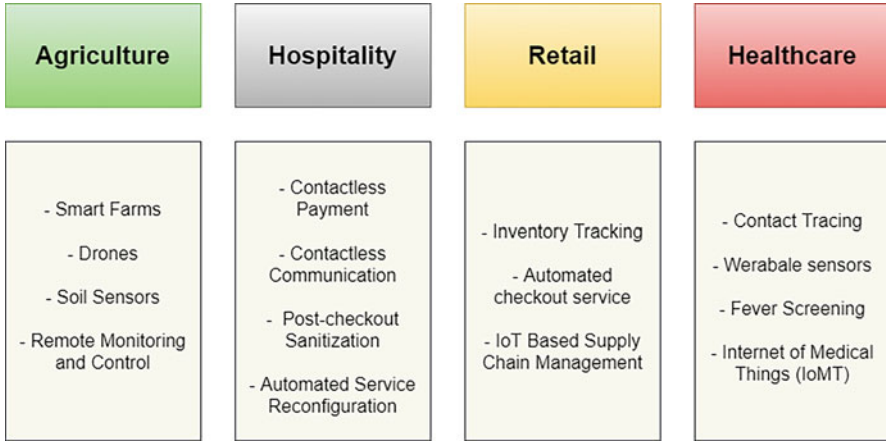 Agriculture
Hospitality
Retail
Healthcare
- Smart Farms
- Drones
- Soil Sensors
- Remote Monitoring
and Control
- Contactless
Payment
- Contactless
Communication
- Post-checkout
Sanitization
- Automated Service
Reconfiguration
- Inventory Tracking
- Automated
checkout service
- IoT Based Supply
Chain Management
- Contact Tracing
- Werabale sensors
- Fever Screening
- Internet of Medical
Things (IoMT)